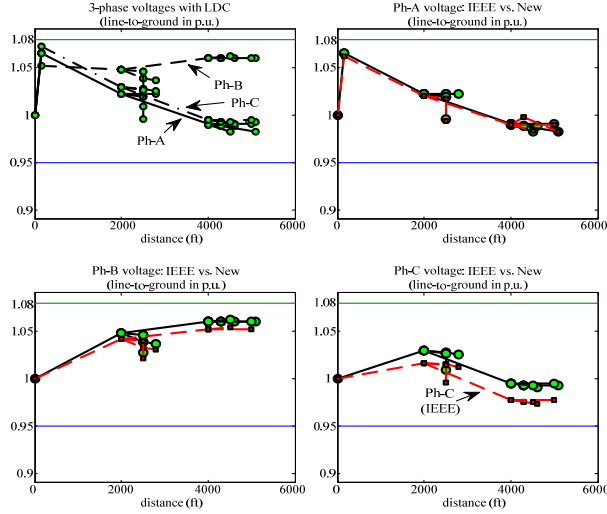 3-phase voltages with LDC
(line-to-ground in p.u.)
1.08
1.05
1
0.95
0.9
Ph-B
Ph-C
Ph-A
0
2000
4000
6000
distance (ft)
Ph-A voltage: IEEE vs. New
(line-to-ground in p.u.)
1.08
1.05
1
0.95
0.9
0
2000
4000
6000
distance (ft)
Ph-B voltage: IEEE vs. New
(line-to-ground in p.u.)
1.08
1.05
1
0.95
0.9
0
2000
4000
6000
distance (ft)
Ph-C voltage: IEEE vs. New
(line-to-ground in p.u.)
1.08
1.05
1
0.95
0.9
Ph-C
(IEEE)
0
2000
4000
6000
distance (ft)